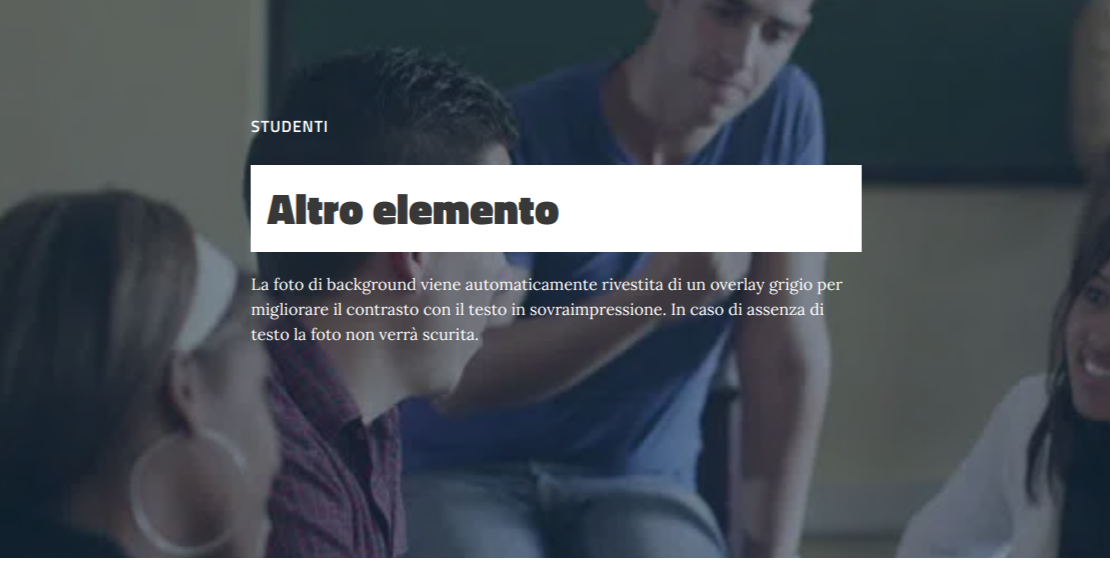 STUDENTI
Altro elemento
La foto di background viene automaticamente rivestita di un overlay grigio per
migliorare il contrasto con il testo in sovraimpressione. In caso di assenza di
testo la foto non verrà scurita.